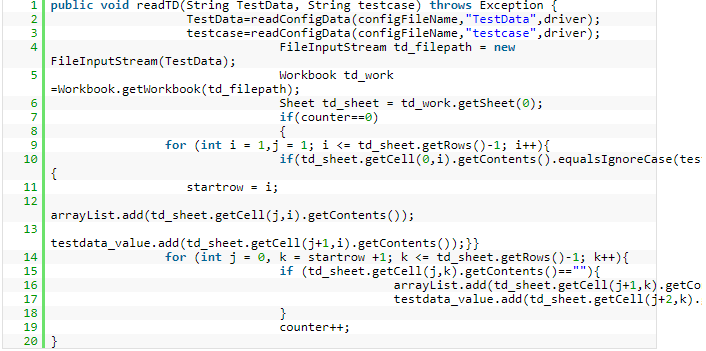 1 public void readTD(String TestData, String testcase) throws Exception {
2 TestData=readConfigData(configFileName,"TestData",driver);
3 testcase=readConfigData(configFileName,"testcase",driver);
4 FileInputStream td_filepath = new
FileInputStream(TestData);
5 Workbook td_work
=Workbook.getWorkbook(td_filepath);
6 Sheet td_sheet = td_work.getSheet(0);
7 if(counter==0)
8 {
9 for (int i = 1,j = 1; i <= td_sheet.getRows()-1; i++){
10 if(td_sheet.getCell(0,i).getContents().equalsIgnoreCase(tes
{
11 startrow = i;
12
arrayList.add(td_sheet.getCell(j,i).getContents());
13
testdata_value.add(td_sheet.getCell(j+1,i).getContents());}}
14 for (int j = 0, k = startrow +1; k <= td_sheet.getRows()-1; k++){
15 if (td_sheet.getCell(j,k).getContents()==""){
16 arrayList.add(td_sheet.getCell(j+1,k).getCo
17 testdata_value.add(td_sheet.getCell(j+2,k).
18 }
19 counter++;
20 }